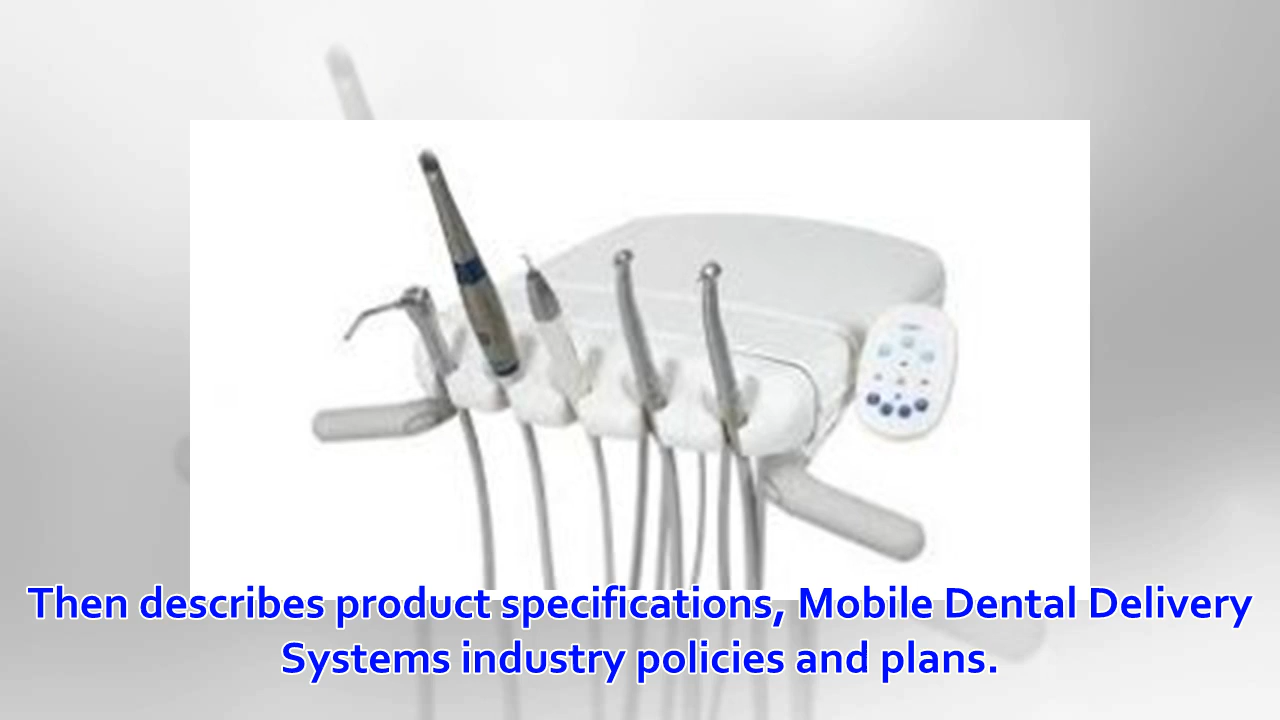 Then describes product specifications, Mobile Dental Delivery
Systems industry policies and plans.